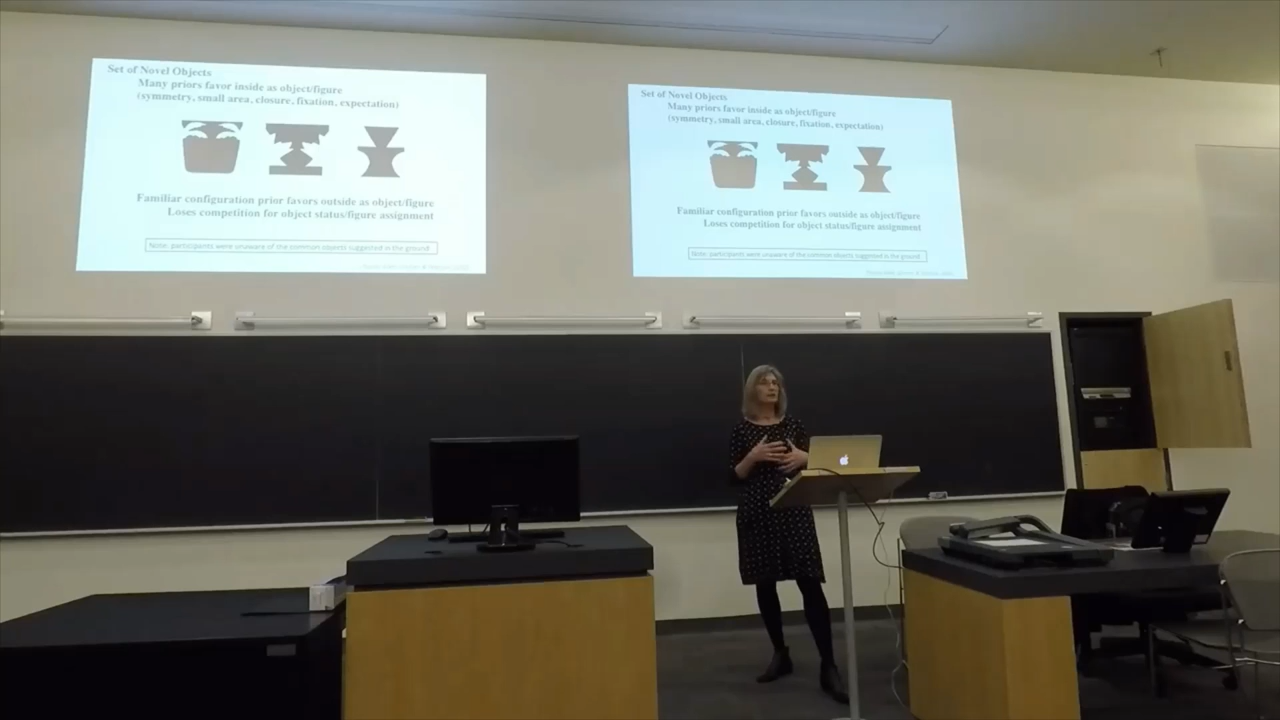 Set of Novel Objects
Many priors favor inside as object/figure
(symmetry, small area, closure, fixation, expectation)
Familiar configuration prior favors outside as object/figure
Loses competition for object status/figure assignment
Note: participants were unaware of the common objects suggested in the ground
Set of Novel Objects
Many priors favor inside as object/figure
(symmetry, small area, closure, fixation, expectation)
Familiar configuration prior favors outside as object/figure
Loses competition for object status/figure assignment
Note: participants were unaware of the common objects suggested in the ground